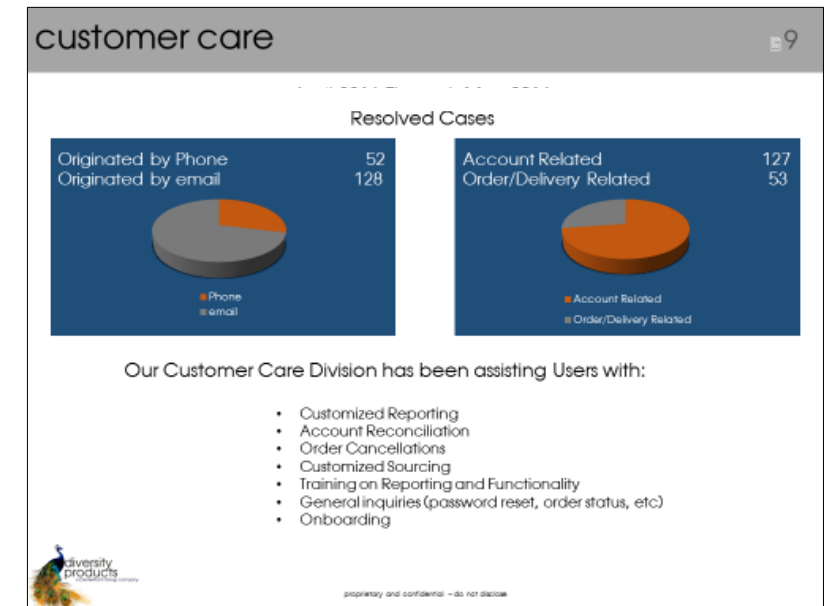 customer care
9
Resolved Cases
Originated by Phone 52
Originated by email 128
Phone
email
Account Related 127
Order/Delivery Related 53
Account Related
Order/Delivery Related
Our Customer Care Division has been assisting Users with:
• Customized Reporting
• Account Reconciliation
• Order Cancellations
• Customized Sourcing
• Training on Reporting and Functionality
• General inquiries (password reset, order status, etc)
• Onboarding
diversity
products
proprietary and confidential – do not disclose